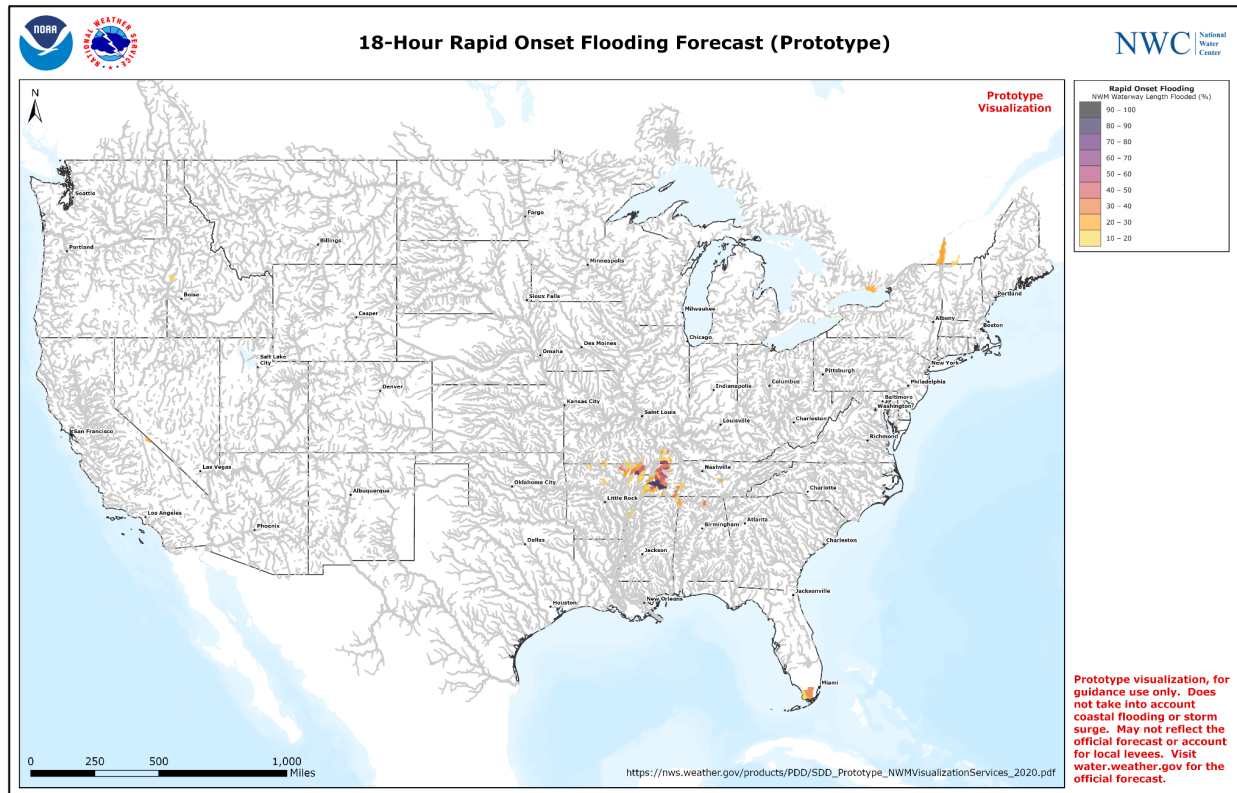 NOAA
NATIONAL WEATHER SERVICE
18-Hour Rapid Onset Flooding Forecast (Prototype)
NWC
National
Water
Center
N
Prototype
Visualization
Rapid Onset Flooding
NWM Waterway Length Flooded (%)
90 – 100
80 – 90
70 – 80
60 – 70
50 – 60
40 – 50
30 – 40
20 – 30
10 – 20
Seattle
Portland
Billings
Fargo
Minneapolis
Boise
Sioux Falls
Casper
Milwaukee
Chicago
Portland
Albany
Boston
New York
Salt Lake
City
Omaha
Des Moines
Denver
Pittsburgh
Indianapolis
Columbus
Philadelphia
Baltimore
Washington
Kansas City
Saint Louis
Louisville
Charleston
Richmond
San Francisco
Las Vegas
Nashville
Oklahoma City
Albuquerque
Little Rock
Charlotte
Los Angeles
Phoenix
Birmingham
Atlanta
Dallas
Jackson
Charleston
Houston
New Orleans
Jacksonville
Miami
0
250
500
1,000
Miles
https://nws.weather.gov/products/PDD/SDD_Prototype_NWMVisualizationServices_2020.pdf
Prototype visualization, for
guidance use only. Does
not take into account
coastal flooding or storm
surge. May not reflect the
official forecast or account
for local levees. Visit
water.weather.gov for the
official forecast.